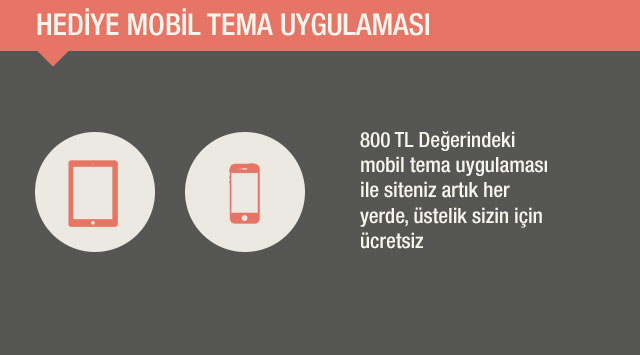 HEDİYE MOBİL TEMA UYGULAMASI
800 TL Değerindeki
mobil tema uygulaması
ile siteniz artık her
yerde, üstelik sizin için
ücretsiz